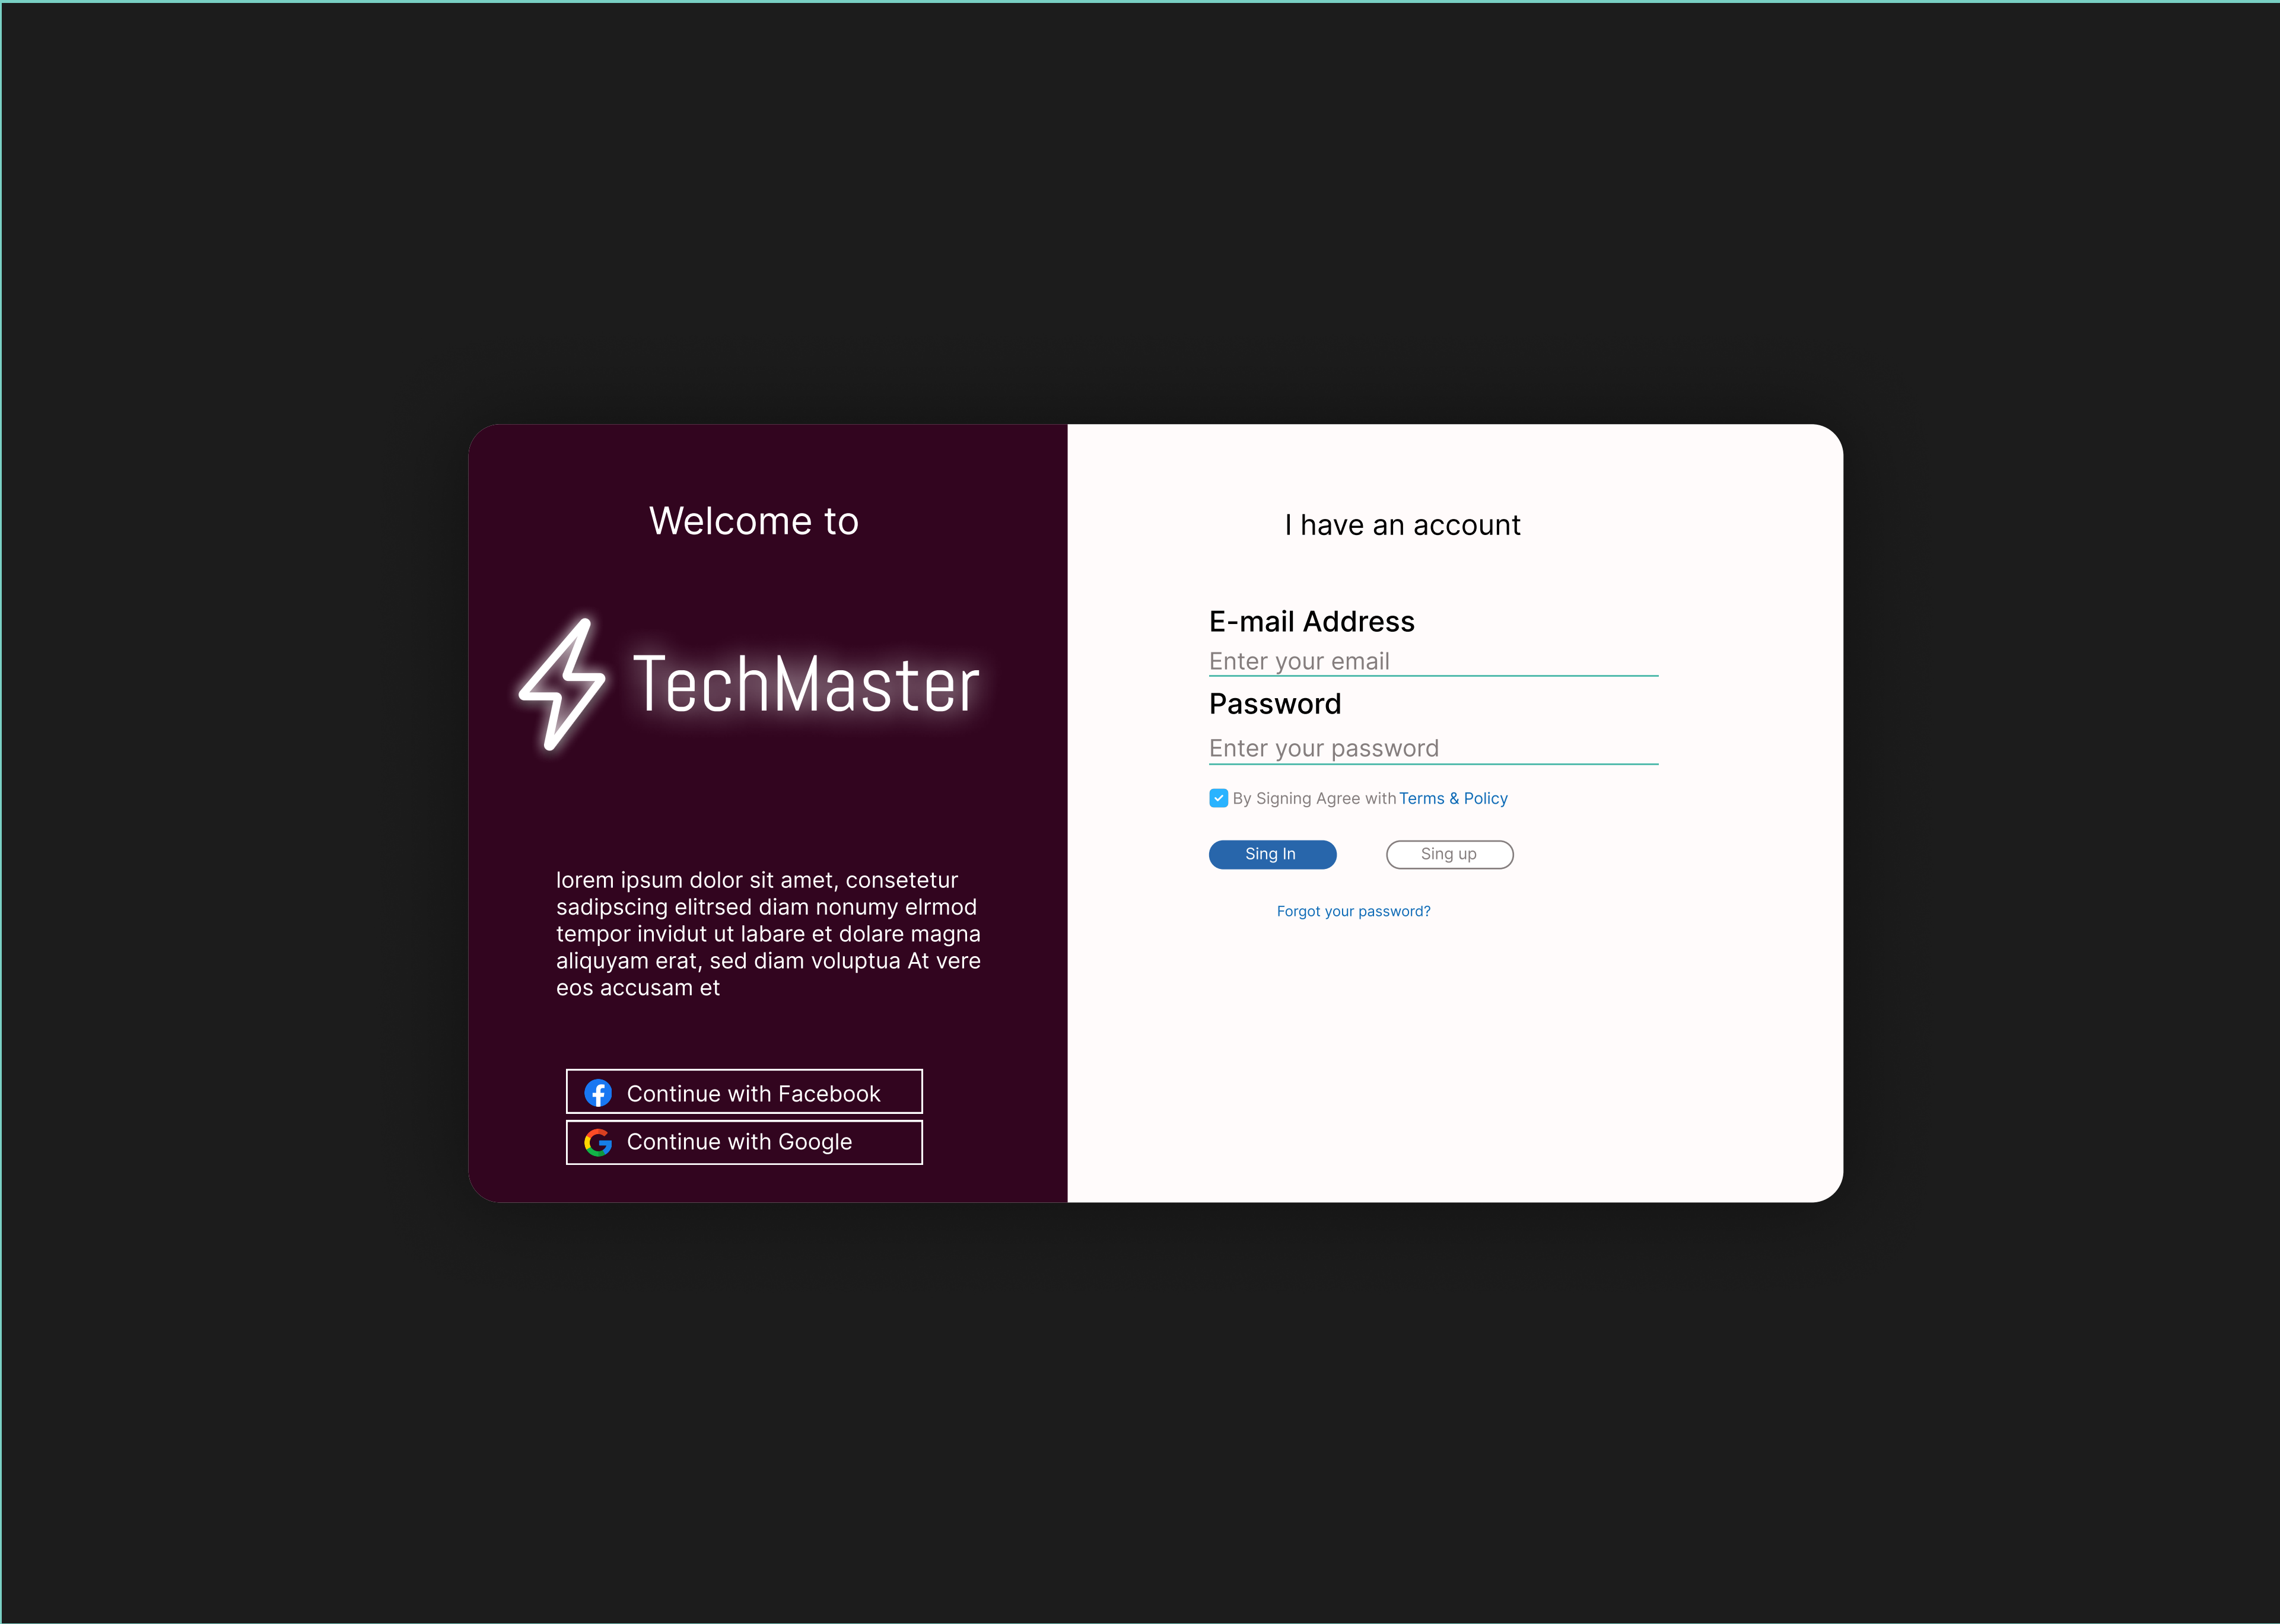 Welcome to
TechMaster
lorem ipsum dolor sit amet, consetetur
sadipscing elitrsed diam nonumy elrmod
tempor invidut ut labare et dolare magna
aliquyam erat, sed diam voluptua At vere
eos accusam et
Continue with Facebook
Continue with Google
I have an account
E-mail Address
Enter your email
Password
Enter your password
By Signing Agree with Terms & Policy
Sing In
Sing up
Forgot your password?